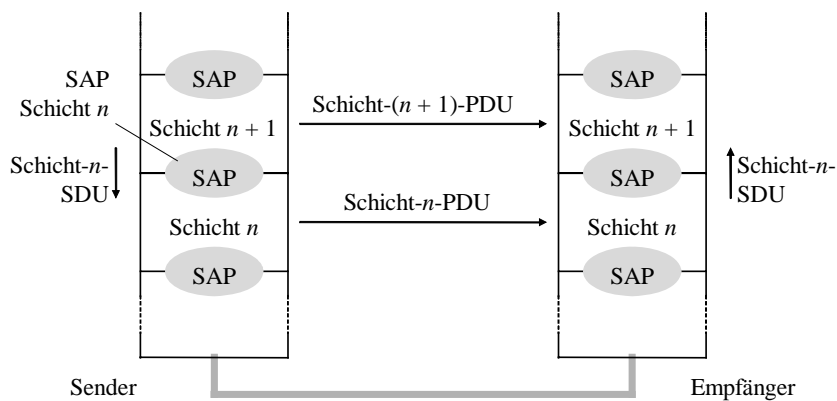 SAP
SAP
SAP
Schicht n
Schicht-(n + 1)-PDU
Schicht n + 1
Schicht n + 1
Schicht-n-
SDU
SAP
SAP
Schicht-n-
SDU
Schicht-n-PDU
Schicht n
Schicht n
SAP
SAP
Sender
Empfänger